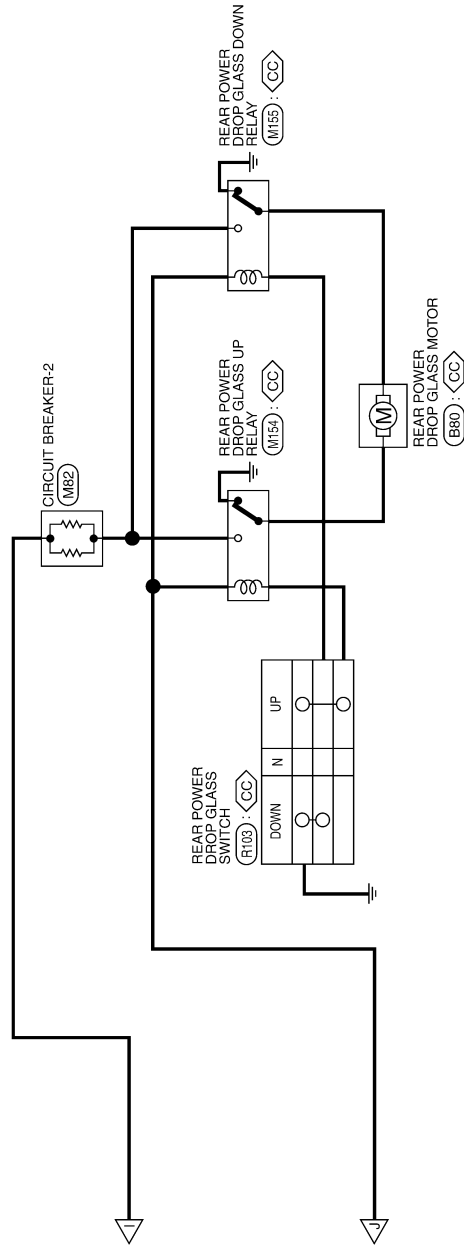 CIRCUIT BREAKER-2
M82
REAR POWER
DROP GLASS DOWN
RELAY
M155 : CC
REAR POWER
DROP GLASS UP
RELAY
M154 : CC
REAR POWER
DROP GLASS
SWITCH
R103 : CC
DOWN N UP
M
REAR POWER
DROP GLASS MOTOR
B80 : CC
I
J